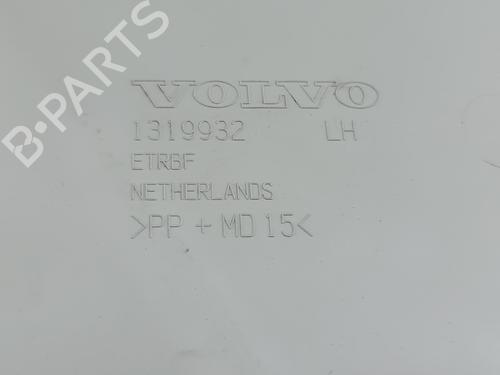 B-PARTS
VOLVO
1319932 LH
ETRBF
NETHERLANDS
>PP + MD 15<